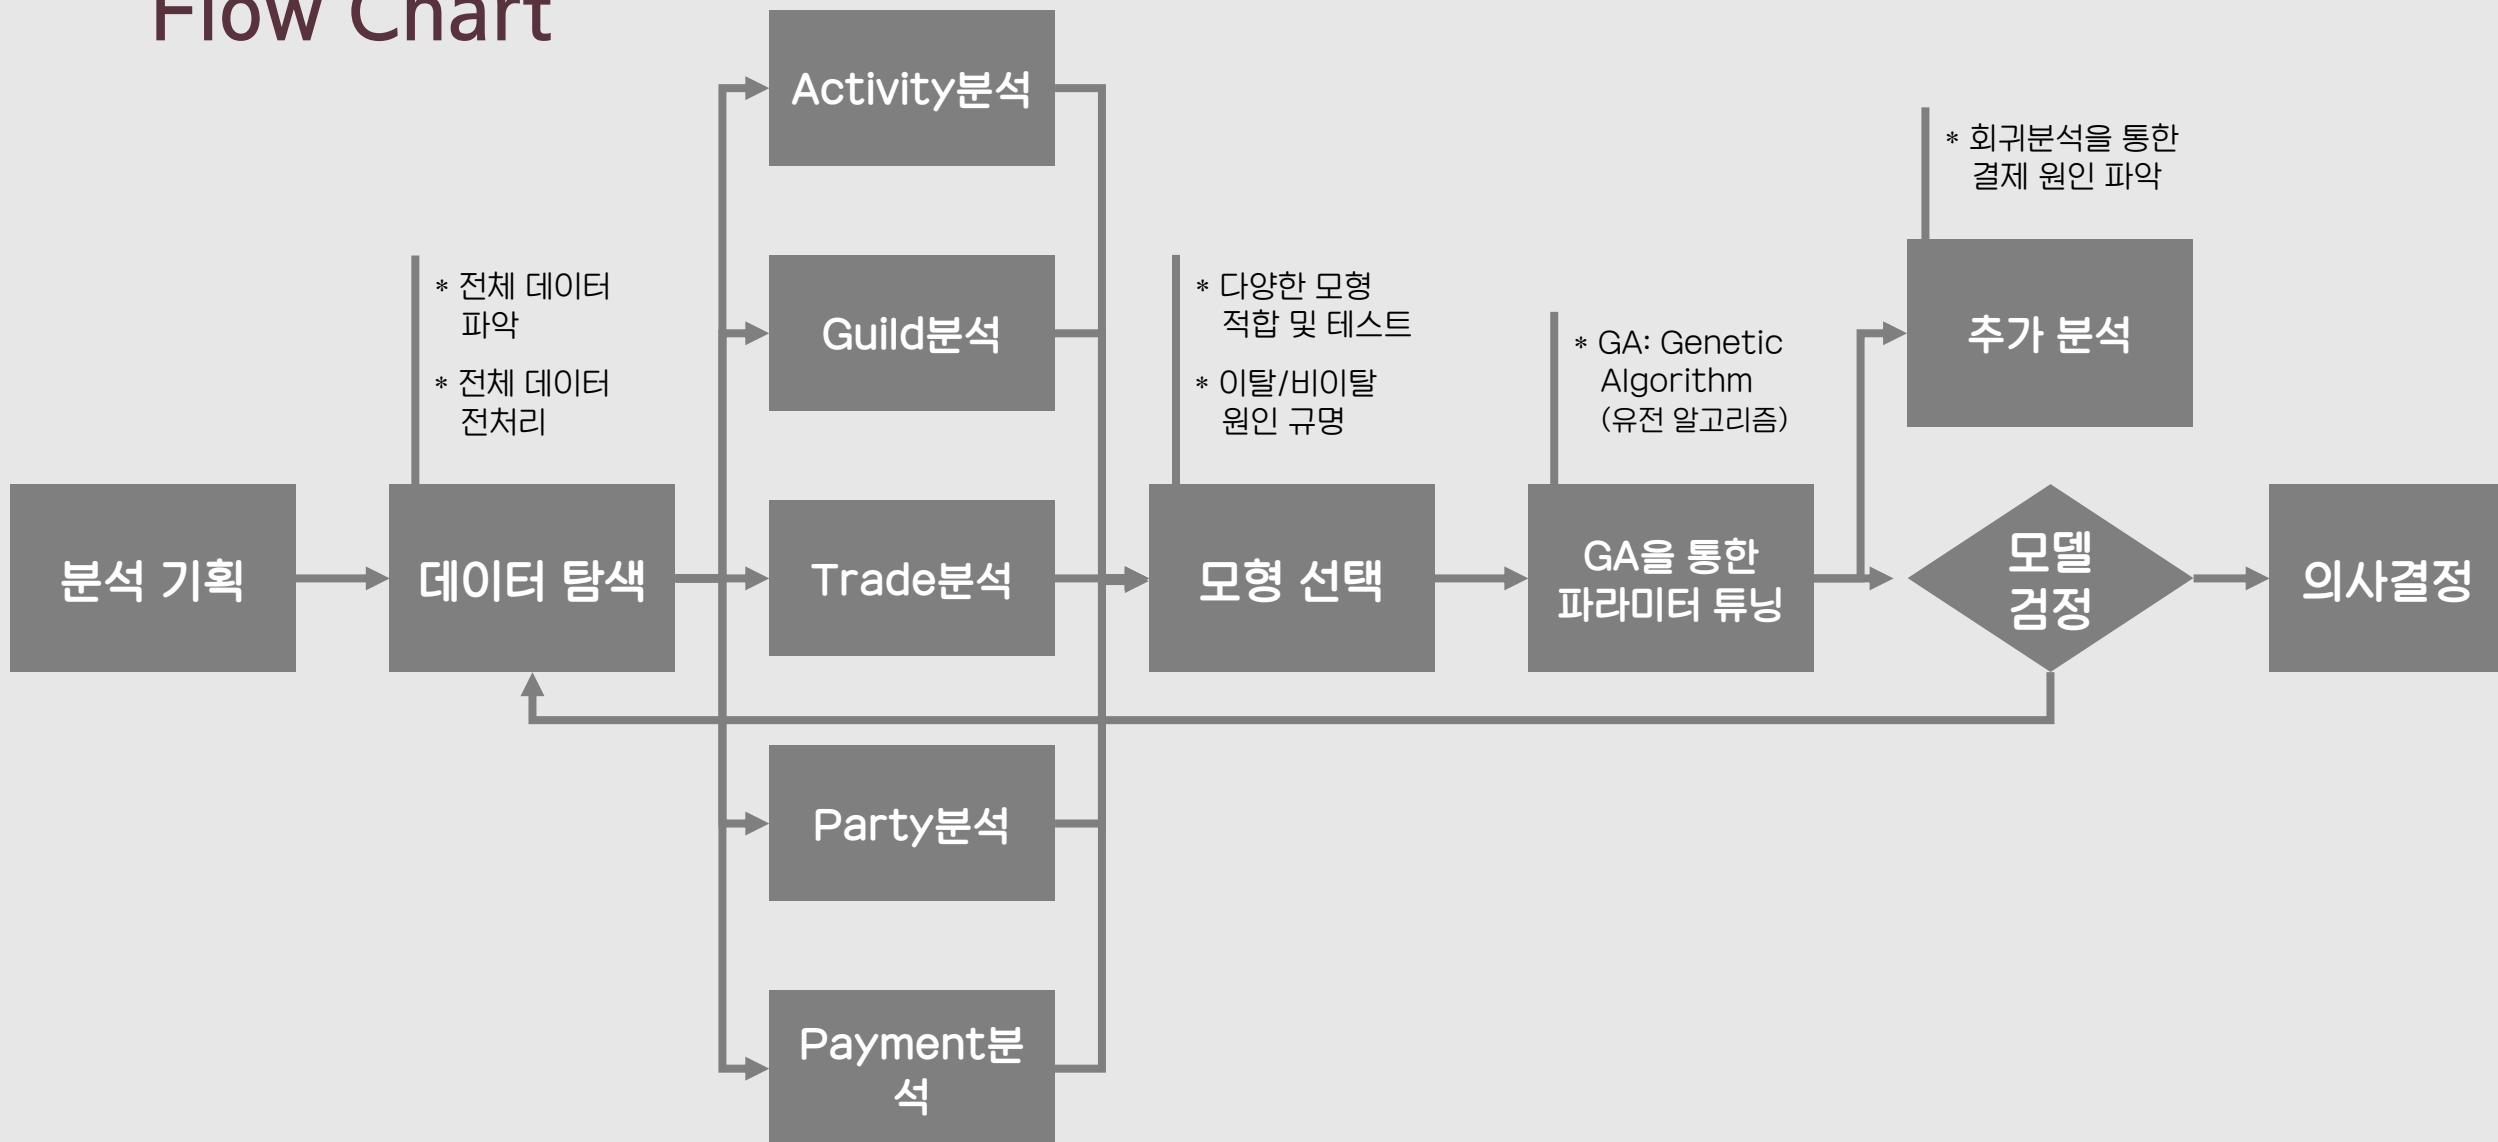 Flow Chart
Activity분석
* 회귀분석을 통한
결제 원인 파악
* 전체 데이터
파악
* 전체 데이터
전처리
Guild분석
* 다양한 모형
적합 및 테스트
* 이탈/비이탈
원인 규명
* GA: Genetic
Algorithm
(유전 알고리즘)
추가 분석
분석 기획
데이터 탐색
Trade분석
모형 선택
GA을 통한
파라미터 튜닝
모델
검정
의사결정
Party분석
Payment분
석